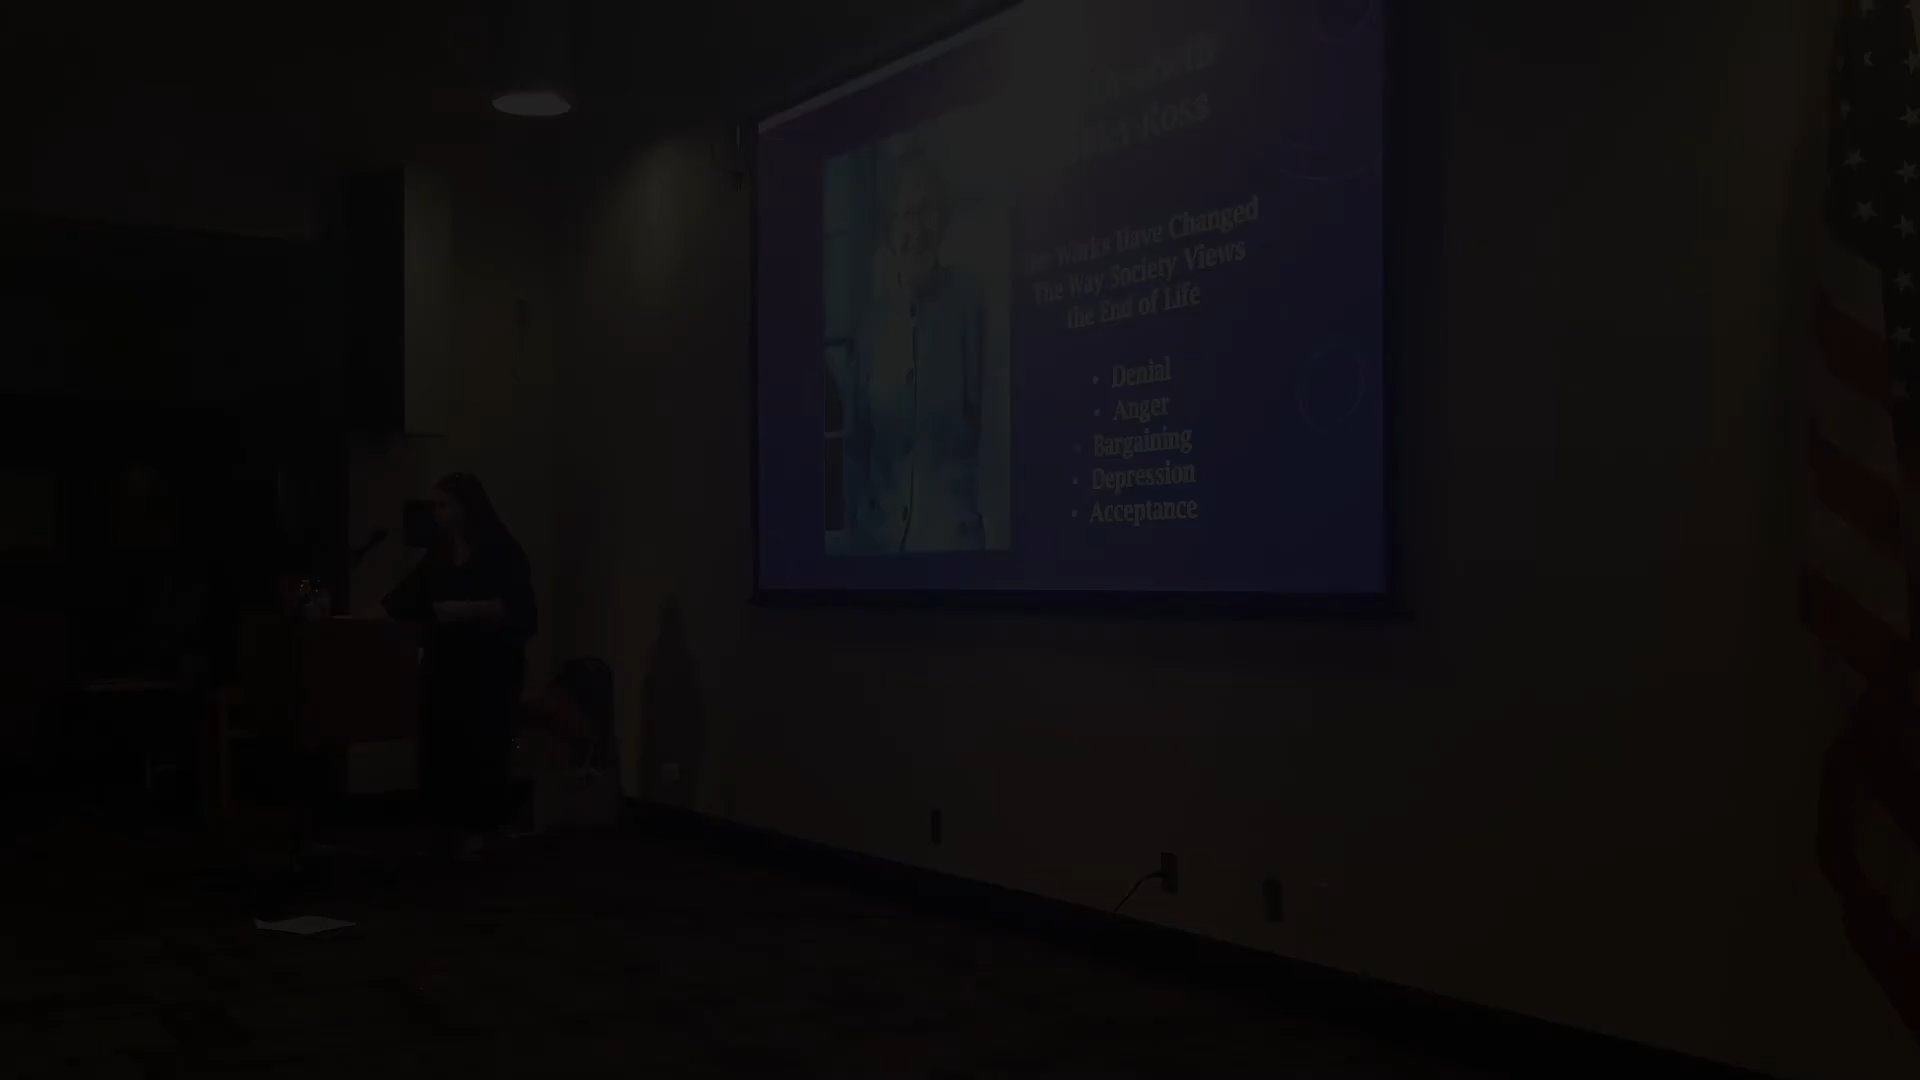 Ross
Works Have Changed
The Way Society Views
the End of Life
• Denial
• Anger
• Bargaining
• Depression
• Acceptance